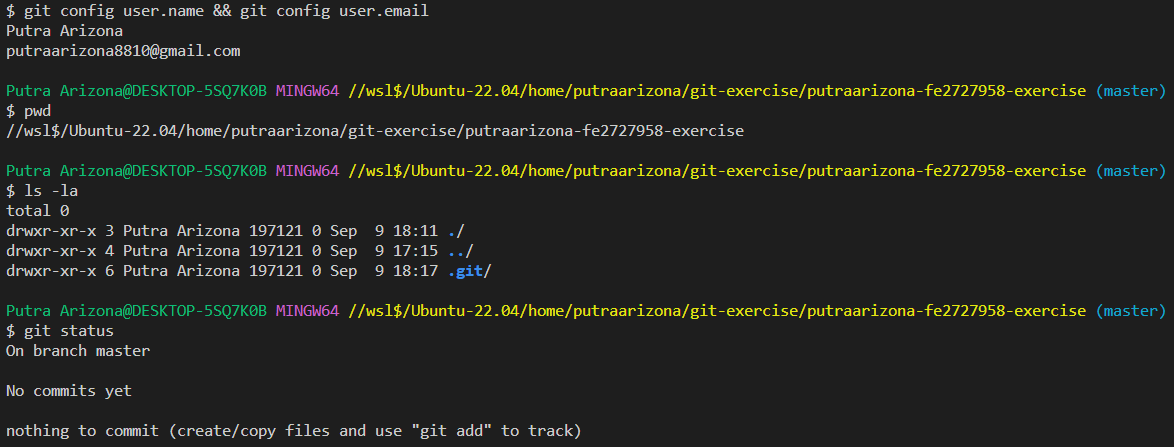 $ git config user.name && git config user.email
Putra Arizona
putraarizona8810@gmail.com
Putra Arizona@DESKTOP-5SQ7K0B MINGW64 //wsl$/Ubuntu-22.04/home/putraarizona/git-exercise/putraarizona-fe2727958-exercise (master)
$ pwd
//wsl$/Ubuntu-22.04/home/putraarizona/git-exercise/putraarizona-fe2727958-exercise
Putra Arizona@DESKTOP-5SQ7K0B MINGW64 //wsl$/Ubuntu-22.04/home/putraarizona/git-exercise/putraarizona-fe2727958-exercise (master)
$ ls -la
total 0
drwxr-xr-x 3 Putra Arizona 197121 0 Sep  9 18:11 ./
drwxr-xr-x 4 Putra Arizona 197121 0 Sep  9 17:15 ../
drwxr-xr-x 6 Putra Arizona 197121 0 Sep  9 18:17 .git/
Putra Arizona@DESKTOP-5SQ7K0B MINGW64 //wsl$/Ubuntu-22.04/home/putraarizona/git-exercise/putraarizona-fe2727958-exercise (master)
$ git status
On branch master
No commits yet
nothing to commit (create/copy files and use "git add" to track)